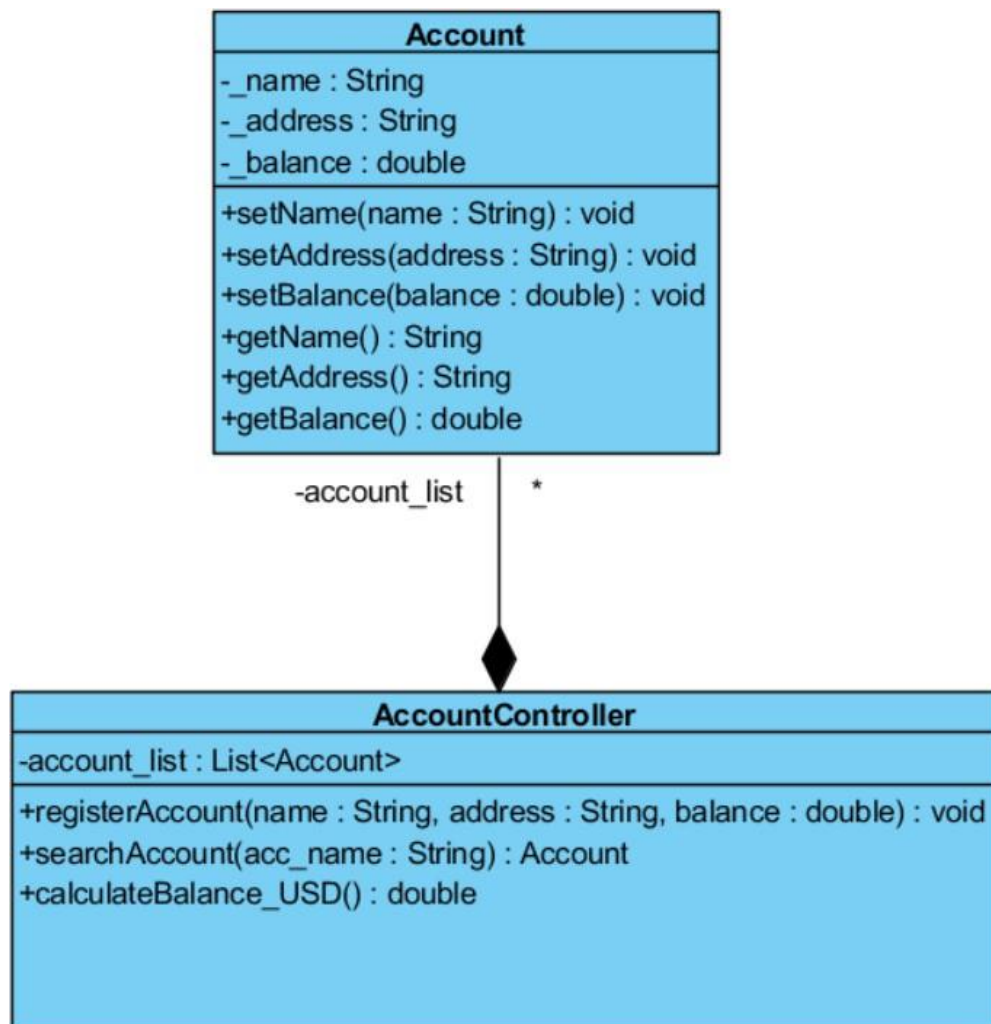 Account
-_name : String
-_address : String
-_balance : double
+setName(name : String) : void
+setAddress(address : String) : void
+setBalance(balance : double) : void
+getName() : String
+getAddress() : String
+getBalance() : double
-account_list *
AccountController
-account_list : List<Account>
+registerAccount(name : String, address : String, balance : double) : void
+searchAccount(acc_name : String) : Account
+calculateBalance_USD() : double